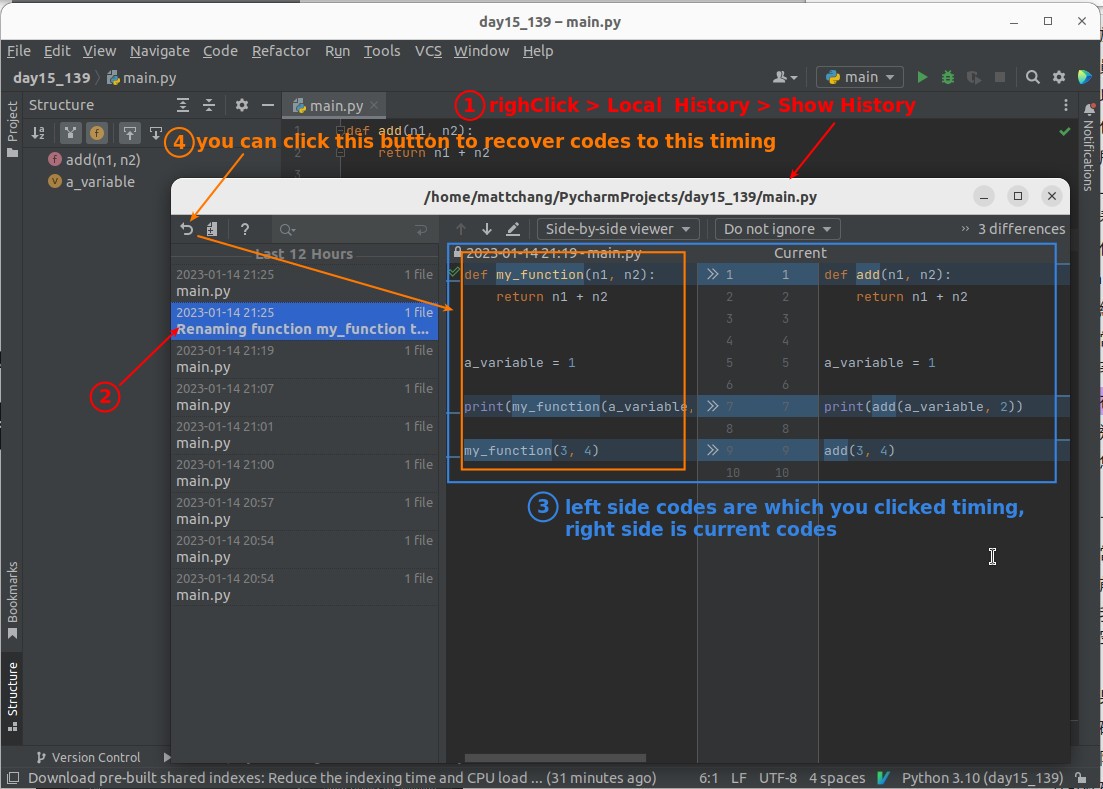 day15_139 – main.py
File Edit View Navigate Code Refactor Run Tools VCS Window Help
day15_139 main.py
main
Structure
main.py
① righClick > Local History > Show History
Project
Notifications
1 def add(n1, n2):
2 return n1 + n2
3
④ you can click this button to recover codes to this timing
add(n1, n2)
a_variable
/home/mattchang/PycharmProjects/day15_139/main.py
Side-by-side viewer
Do not ignore
3 differences
Last 12 Hours
2023-01-14 21:25 1 file
main.py
2023-01-14 21:25 1 file
Renaming function my_function t...
2023-01-14 21:19 1 file
main.py
2023-01-14 21:07 1 file
main.py
2023-01-14 21:01 1 file
main.py
2023-01-14 21:00 1 file
main.py
2023-01-14 20:57 1 file
main.py
2023-01-14 20:54 1 file
main.py
2023-01-14 20:54 1 file
main.py
②
2023-01-14 21:19 - main.py Current
def my_function(n1, n2): 1 1 def add(n1, n2):
return n1 + n2 2 2 return n1 + n2
3 3
4 4
a_variable = 1 5 5 a_variable = 1
6 6
print(my_function(a_variable, 7 7 print(add(a_variable, 2))
8 8
my_function(3, 4) 9 9 add(3, 4)
10 10
③ left side codes are which you clicked timing,
right side is current codes
Bookmarks
Structure
Version Control
Download pre-built shared indexes: Reduce the indexing time and CPU load ... (31 minutes ago) 6:1 LF UTF-8 4 spaces Python 3.10 (day15_139)